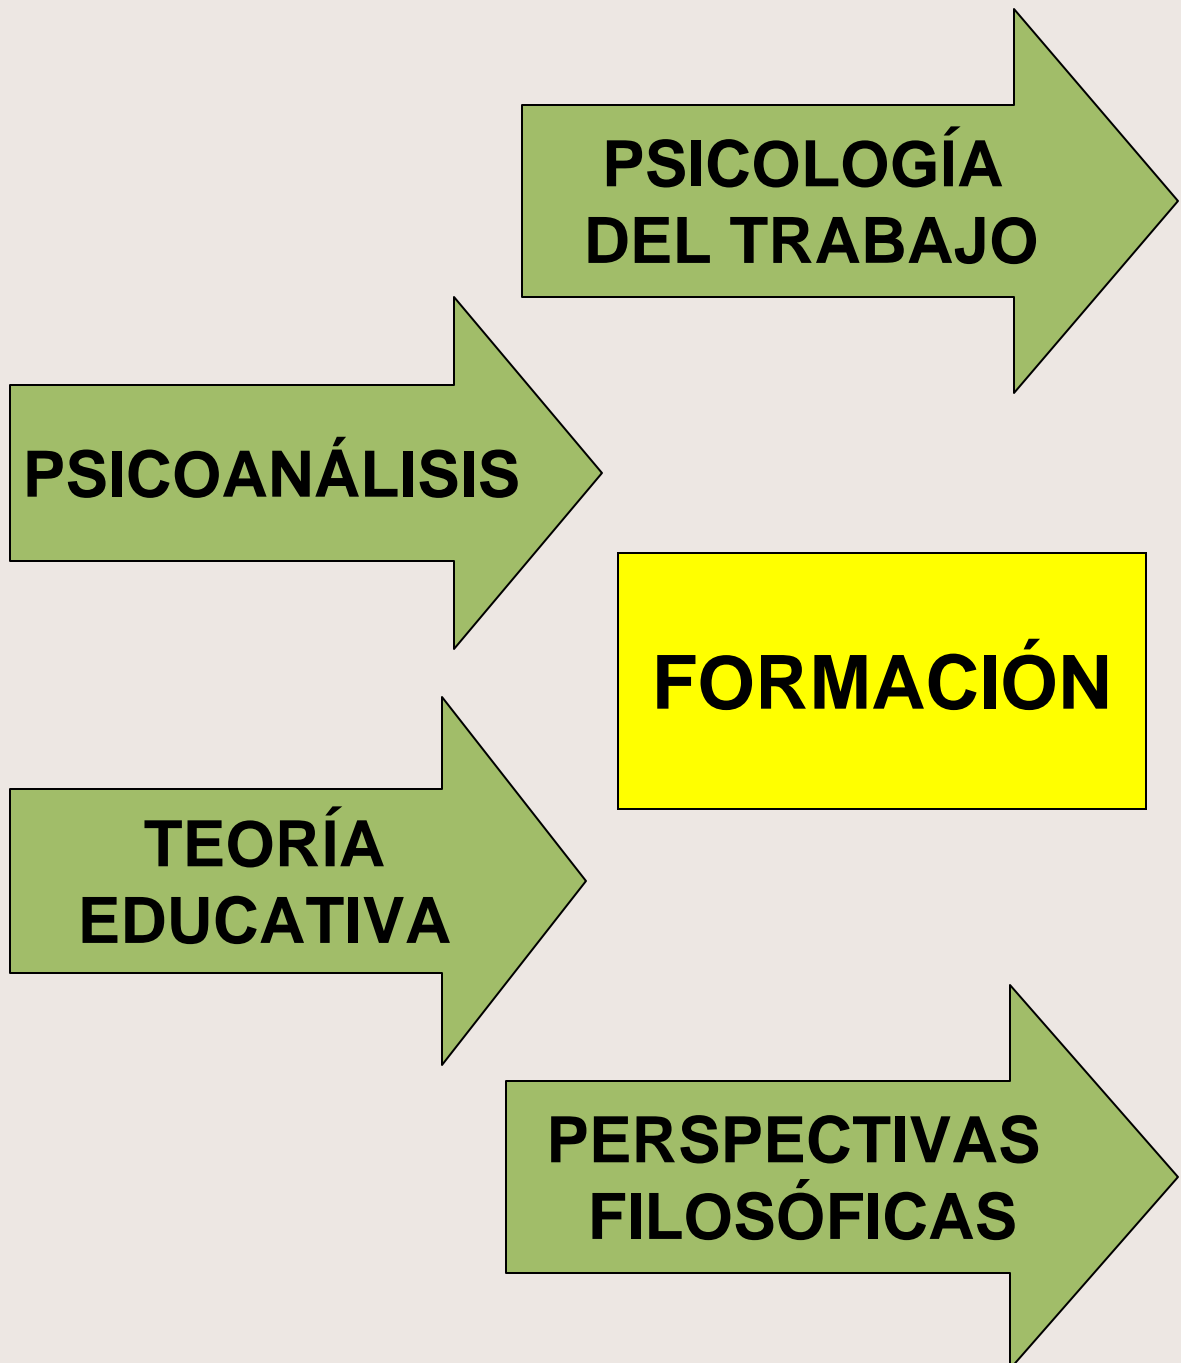 PSICOLOGÍA
DEL TRABAJO
PSICOANÁLISIS
FORMACIÓN
TEORÍA
EDUCATIVA
PERSPECTIVAS
FILOSÓFICAS